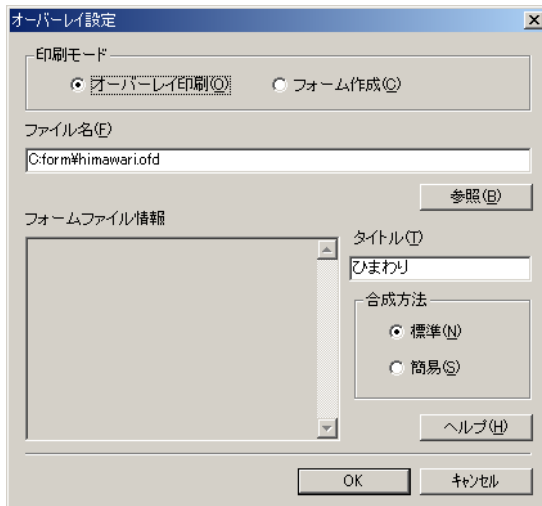 オーバーレイ設定
印刷モード
オーバーレイ印刷(O) フォーム作成(C)
ファイル名(F)
C:form¥himawari.ofd
参照(B)
フォームファイル情報
タイトル(T)
ひまわり
合成方法
標準(N)
簡易(S)
ヘルプ(H)
OK キャンセル